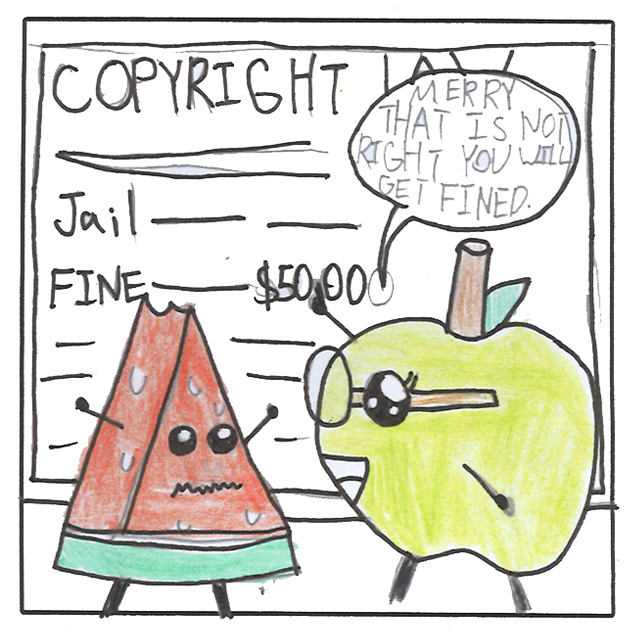 COPYRIGHT LAW
MERRY
THAT IS NOT
RIGHT YOU WILL
GET FINED.
Jail
FINE $50,000